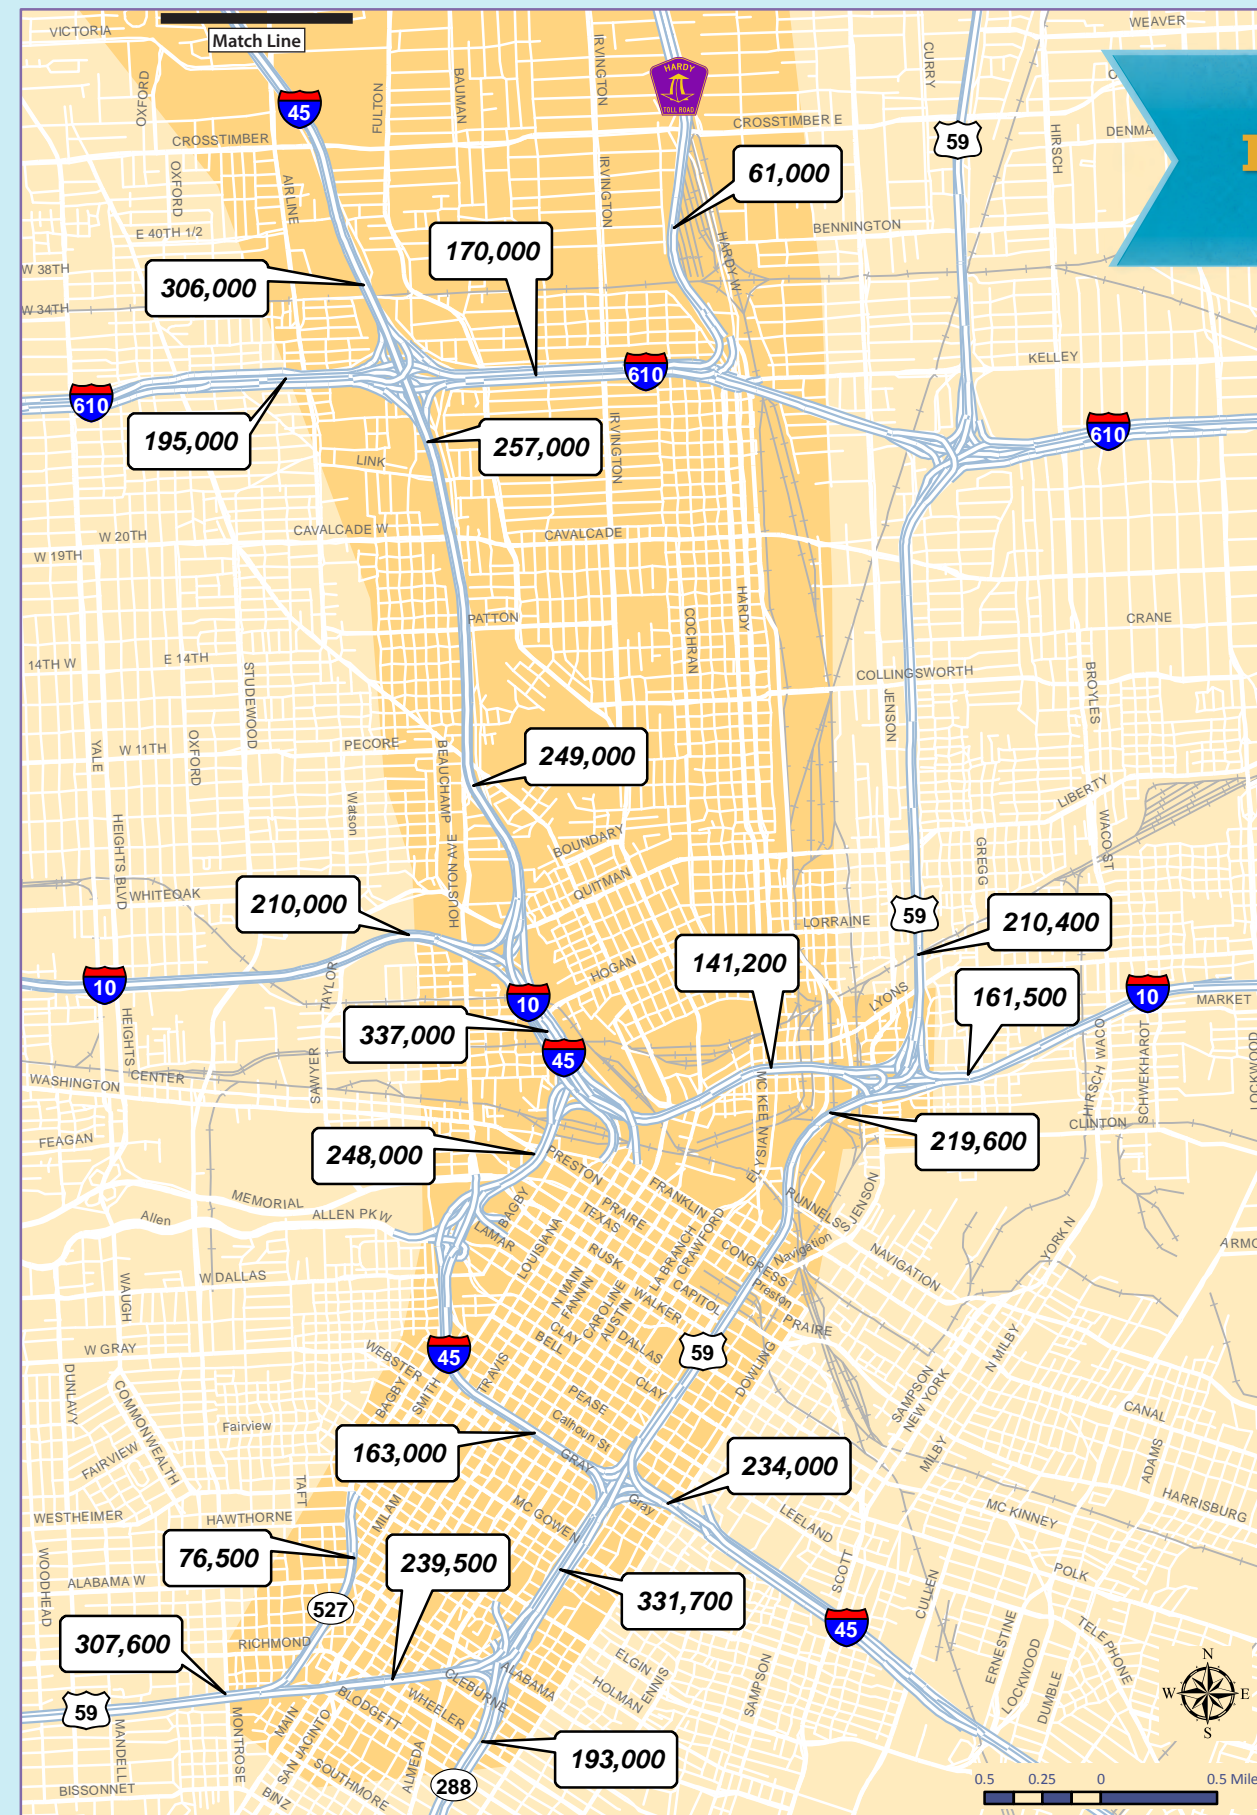 VICTORIA
Match Line
WEAVER
OXFORD
FULTON
BAUMAN
IRVINGTON
HARDY
TOLL ROAD
CURRY
45
CROSSTIMBER
CROSSTIMBER E
59
HIRSCH
DENMA
OXFORD
AIRLINE
IRVINGTON
61,000
E 40TH 1/2
BENNINGTON
W 38TH
170,000
HARDY W
306,000
W 34TH
KELLEY
610
610
610
195,000
257,000
IRVINGTON
LINK
W 20TH
CAVALCADE W
CAVALCADE
W 19TH
HARDY
COCHRAN
PATTON
CRANE
14TH W
E 14TH
STUDEWOOD
COLLINGSWORTH
JENSON
BROYLES
YALE
W 11TH
OXFORD
PECORE
BEAUCHAMP
249,000
LIBERTY
Watson
HEIGHTS BLVD
HOUSTON AVE
BOUNDARY
GREGG
WACO ST
WHITEOAK
QUITMAN
210,000
LORRAINE
59
210,400
HOGAN
141,200
10
TAYLOR
10
LYONS
161,500
10
MARKET
HEIGHTS
337,000
45
HIRSCH WACO
SCHWEKHAROT
LOCKWOOD
WASHINGTON
CENTER
SAWYER
MC KEE
ELYSIAN
CLINTON
FEAGAN
248,000
PRESTON
219,600
MEMORIAL
Allen
ALLEN PKW
BAGBY
LAMAR
LOUISIANA
TEXAS
PRAIRE
FRANKLIN
RUNNELSS
S JENSON
YORK N
ARMO
W DALLAS
WAUGH
RUSK
N MAIN
FANNIN
LA BRANCH
CRAWFORD
CONGRESS
Navigation
NAVIGATION
CAROLINE
AUSTIN
WALKER
CAPITOL
Preston
PRAIRE
CLAY
BELL
DALLAS
W GRAY
WEBSTER
45
59
N MILBY
DUNLAVY
COMMONWEALTH
BAGBY
SMITH
TRAVIS
PEASE
CLAY
DOWLING
SAMPSON
NEW YORK
CANAL
Fairview
Calhoun St
FAIRVIEW
163,000
GRAY
234,000
MILBY
ADAMS
TAFT
MILAM
Gray
HARRISBURG
WESTHEIMER
HAWTHORNE
MC GOWEN
LEELAND
MC KINNEY
76,500
239,500
WOODHEAD
ALABAMA W
331,700
SCOTT
CULLEN
POLK
527
45
307,600
RICHMOND
ELGIN
ENNIS
HOLMAN
SAMPSON
ERNESTINE
LOCKWOOD
DUMBLE
TELE PHONE
59
CLEBURNE
ALABAMA
WHEELER
BLODGETT
MAIN
SAN JACINTO
MONTROSE
MANDELL
193,000
N
W
E
S
SOUTHMORE
ALMEDA
BISSONNET
BINZ
288
0.5 0.25 0 0.5 Mile